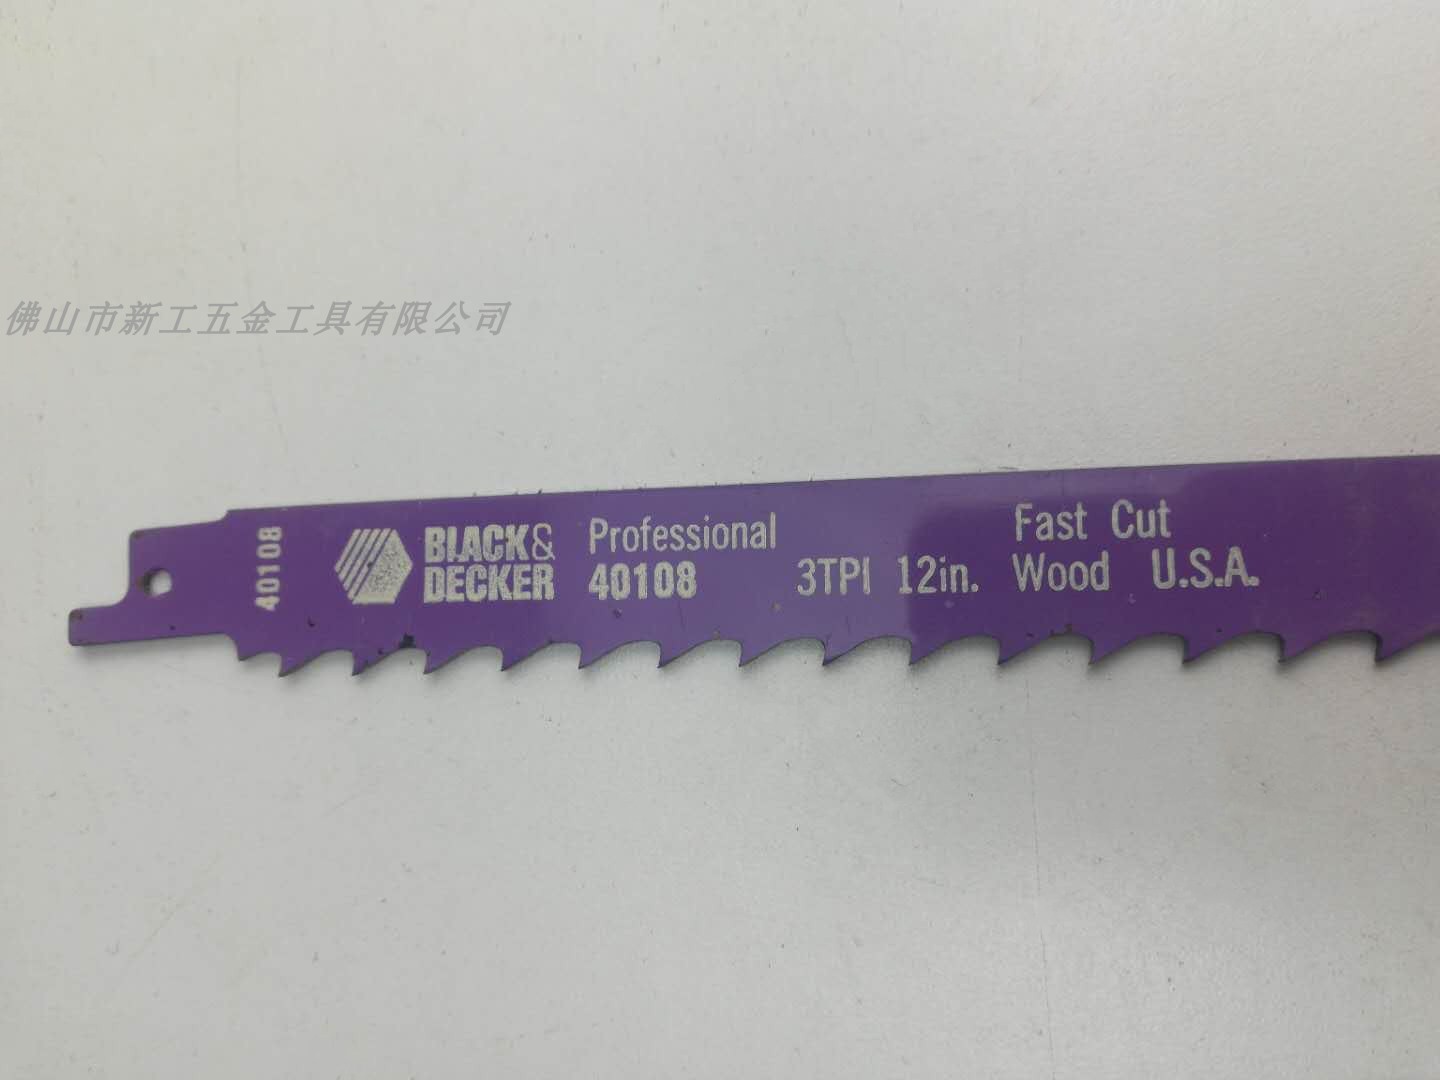 佛山市新工五金工具有限公司
40108
BLACK&
DECKER
Professional
40108
3TPI 12in.
Fast Cut
Wood U.S.A.